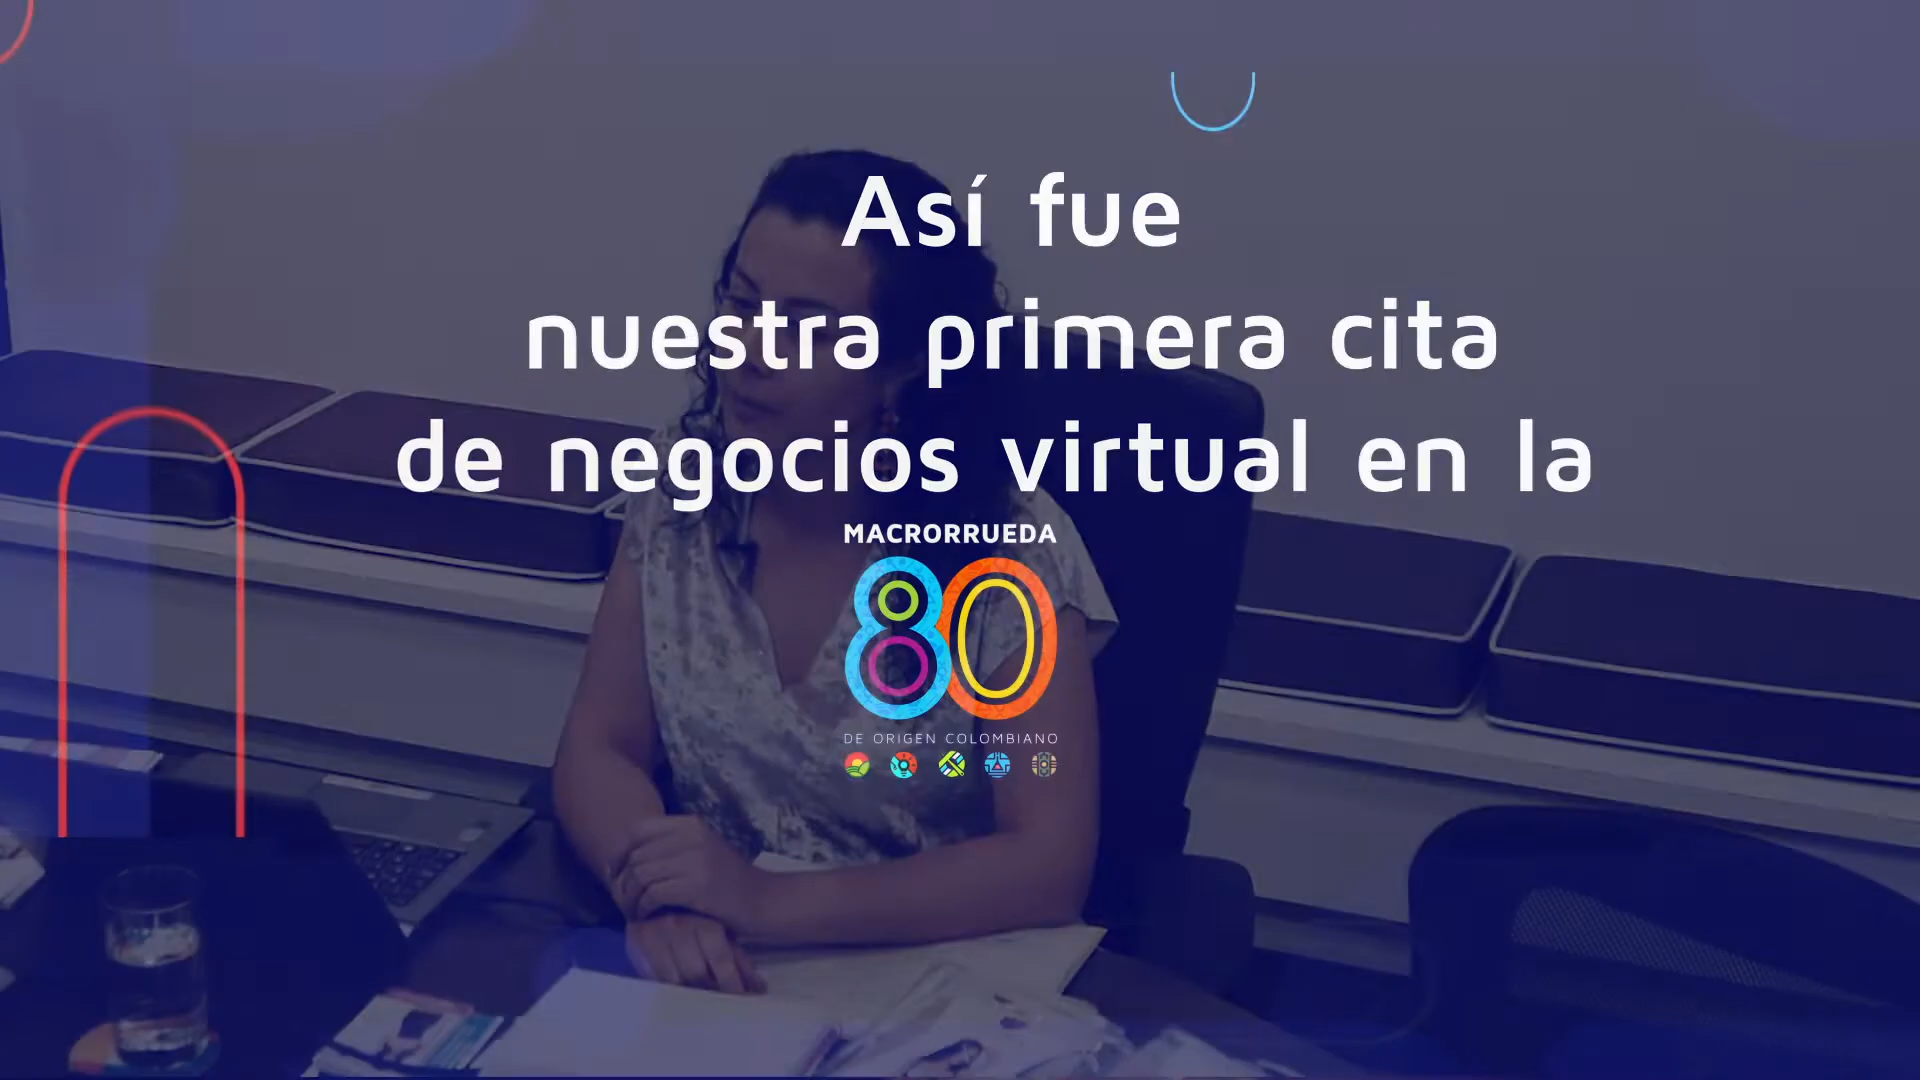 Así fue
nuestra primera cita
de negocios virtual en la
MACRORRUEDA
80
DE ORIGEN COLOMBIANO